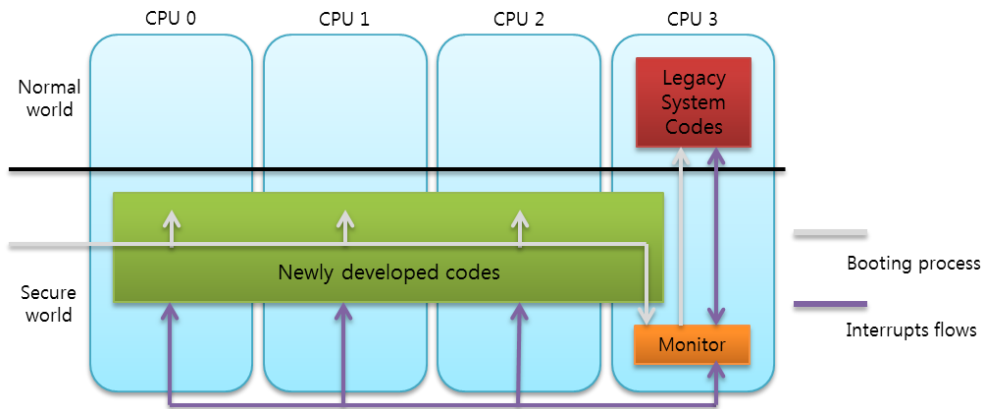 CPU 0
CPU 1
CPU 2
CPU 3
Normal
world
Legacy
System
Codes
Newly developed codes
Secure
world
Monitor
Booting process
Interrupts flows